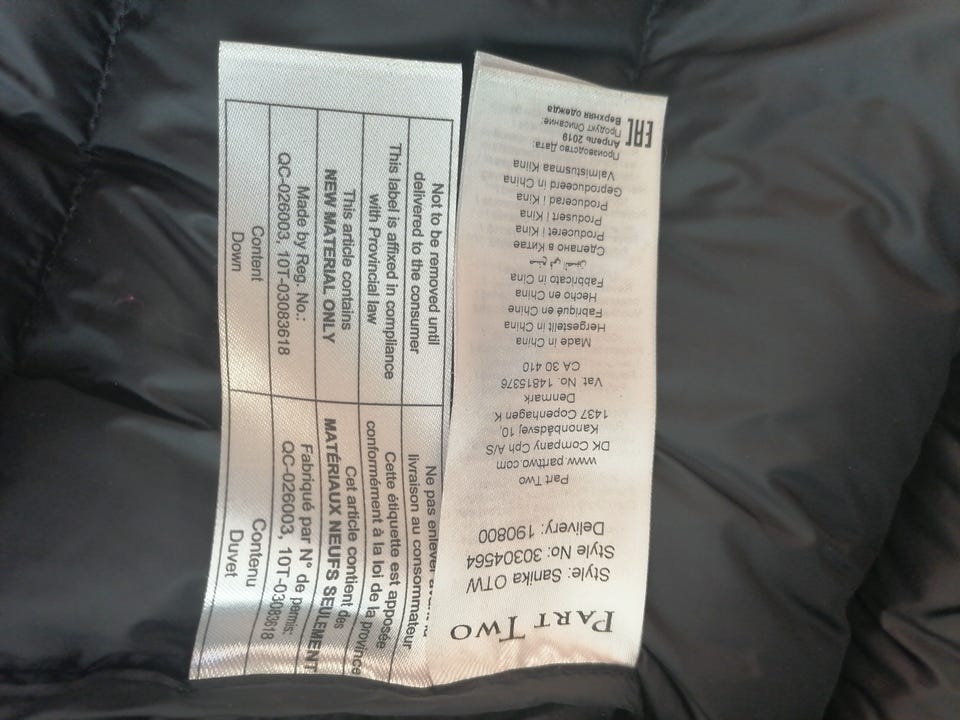 PART TWO
Style: Sanika OTW
Style No: 30304564
Delivery: 190800
Part Two
www.parttwo.com
DK Company Cph A/S
Kanonbådsvej 10,
1437 Copenhagen K
Denmark
Vat. No. 14815376
CA 30 410
Made in China
Hergestellt in China
Fabriqué en Chine
Hecho en China
Fabbricato in Cina
صنع في الصين
Сделано в Китае
Produceret i Kina
Produsert i Kina
Producerad i Kina
Geproduceerd in China
Valmistusmaa Kiina
Производство Дата:
Апрель 2019
Продукт Описание:
Верхняя одежда
EAC
Not to be removed until
delivered to the consumer
This label is affixed in compliance
with Provincial law
This article contains
NEW MATERIAL ONLY
Made by Reg. No.:
QC-026003, 10T-03083618
Content
Down
Ne pas enlever
livraison au consommateur
Cette étiquette est apposée
conformément à la loi de la province
Cet article contient des
MATÉRIAUX NEUFS SEULEMENT
Fabriqué par N° de permis:
QC-026003, 10T-03083618
Contenu
Duvet